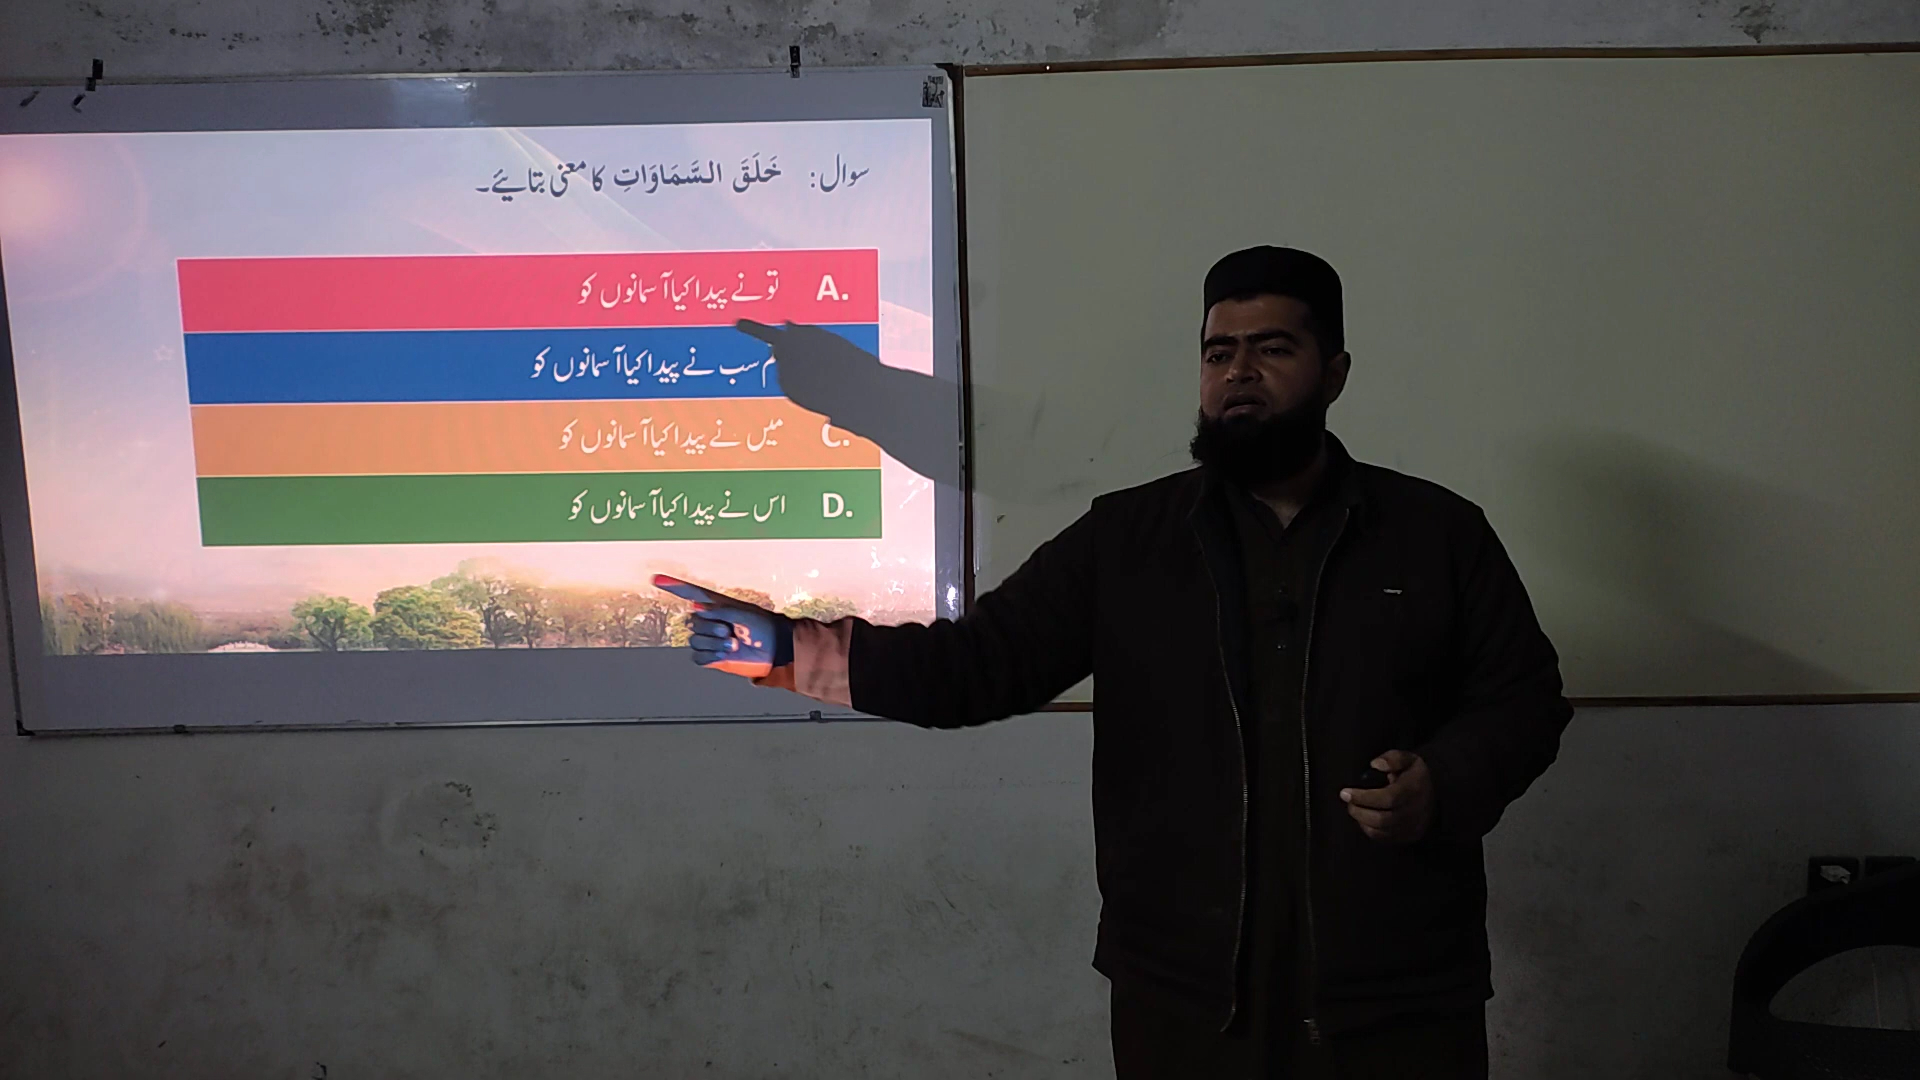 سوال: خَلَقَ السَّمَاوَاتِ کا معنی بتائیے۔
A. تو نے پیدا کیا آسمانوں کو
سب نے پیدا کیا آسمانوں کو
C. میں نے پیدا کیا آسمانوں کو
D. اس نے پیدا کیا آسمانوں کو
B.